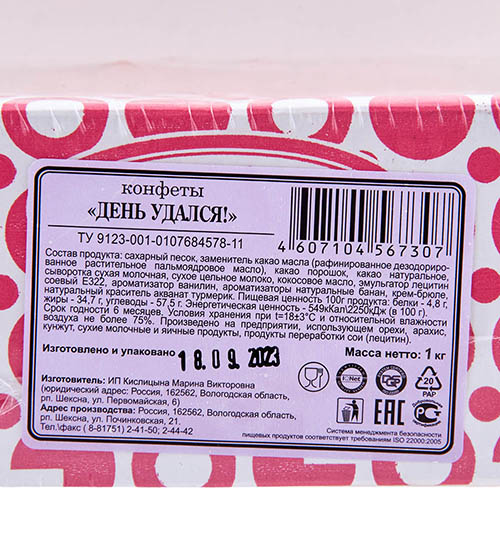 конфеты
«ДЕНЬ УДАЛСЯ!»
ТУ 9123-001-0107684578-11
4 607104 567307
Состав продукта: сахарный песок, заменитель какао масла (рафинированное дезодориро-
ванное растительное пальмоядровое масло), какао порошок, какао натуральное,
сыворотка сухая молочная, сухое цельное молоко, кокосовое масло, эмульгатор лецитин
соевый Е322, ароматизатор ванилин, ароматизаторы натуральные банан, крем-брюле,
натуральный краситель акванат турмерик. Пищевая ценность 100г продукта: белки - 4,8 г,
жиры - 34,7 г, углеводы - 57,5 г. Энергетическая ценность - 549кКал\2250кДж (в 100 г).
Срок годности 6 месяцев. Условия хранения при t=18±3°С и относительной влажности
воздуха не более 75%. Произведено на предприятии, использующем орехи, арахис,
кунжут, сухие молочные и яичные продукты, продукты переработки сои (лецитин).
Изготовлено и упаковано 18.09.2023
Масса нетто: 1 кг
Изготовитель: ИП Кислицына Марина Викторовна
(юридический адрес: Россия, 162562, Вологодская область,
рп. Шексна, ул.Первомайская, 6)
Адрес производства: Россия, 162562, Вологодская область,
рп. Шексна, ул. Починковская, 21.
Тел.\факс ( 8-81751) 2-41-50; 2-44-42
IQNet
20
PAP
EAC
Система менеджмента безопасности
пищевых продуктов соответствует требованиям ISO 22000:2005